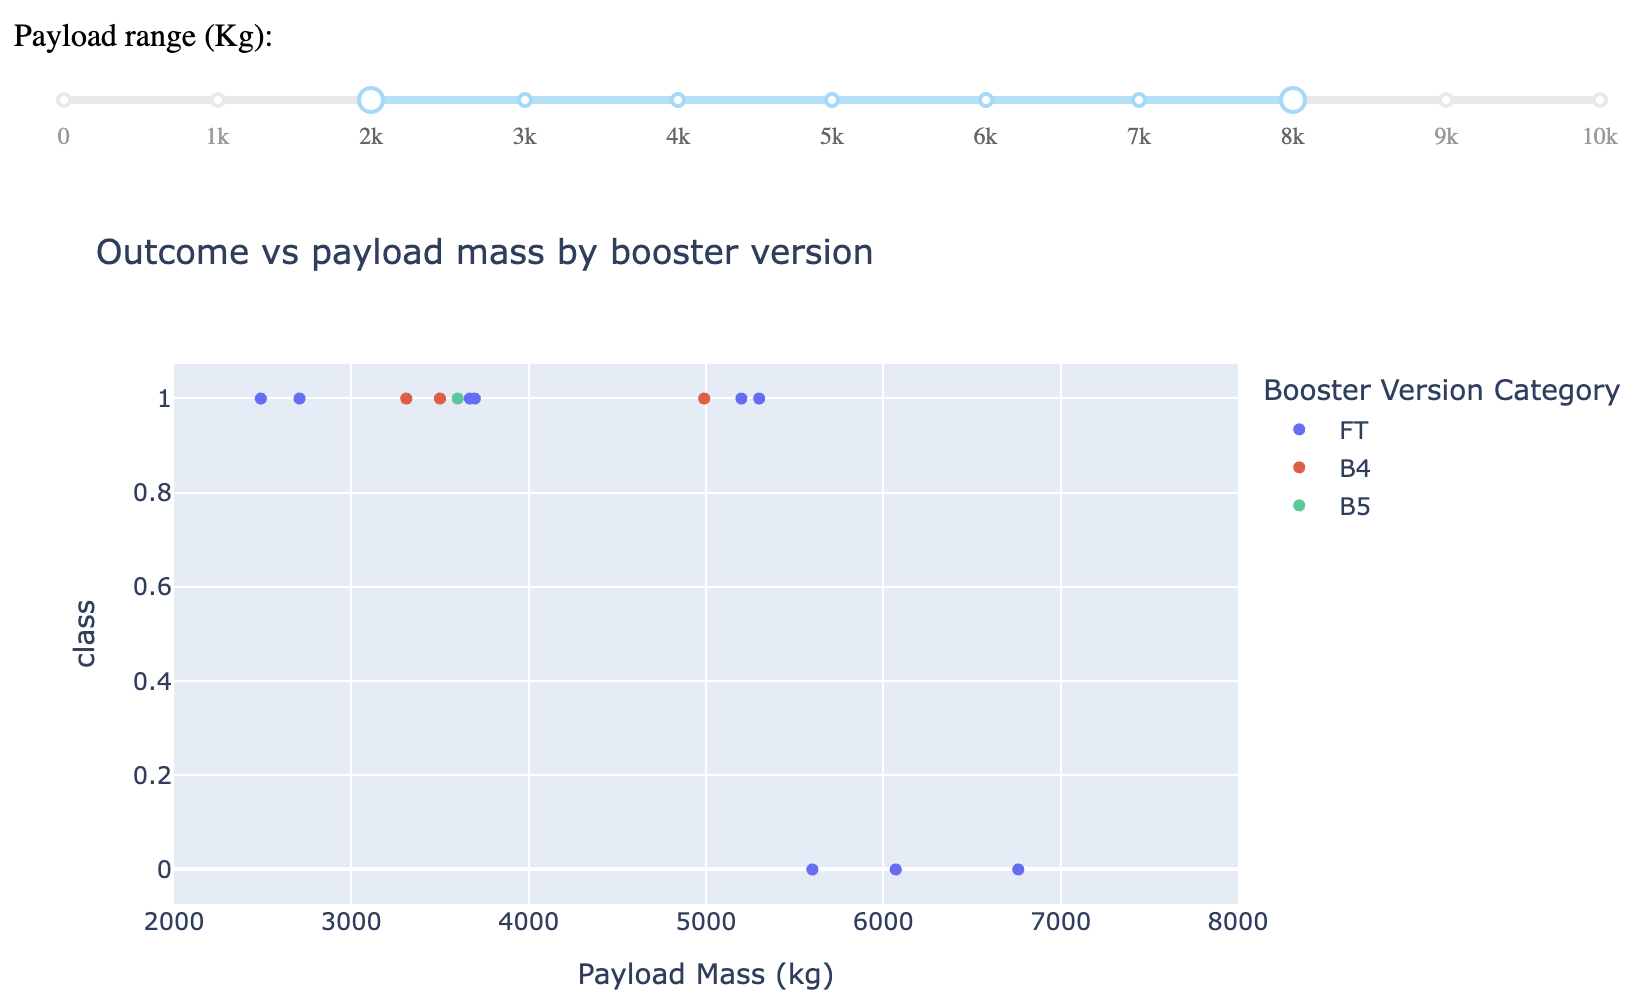 Payload range (Kg):
0 1k 2k 3k 4k 5k 6k 7k 8k 9k 10k
Outcome vs payload mass by booster version
Booster Version Category
FT
B4
B5
1
0.8
0.6
0.4
0.2
0
class
2000 3000 4000 5000 6000 7000 8000
Payload Mass (kg)